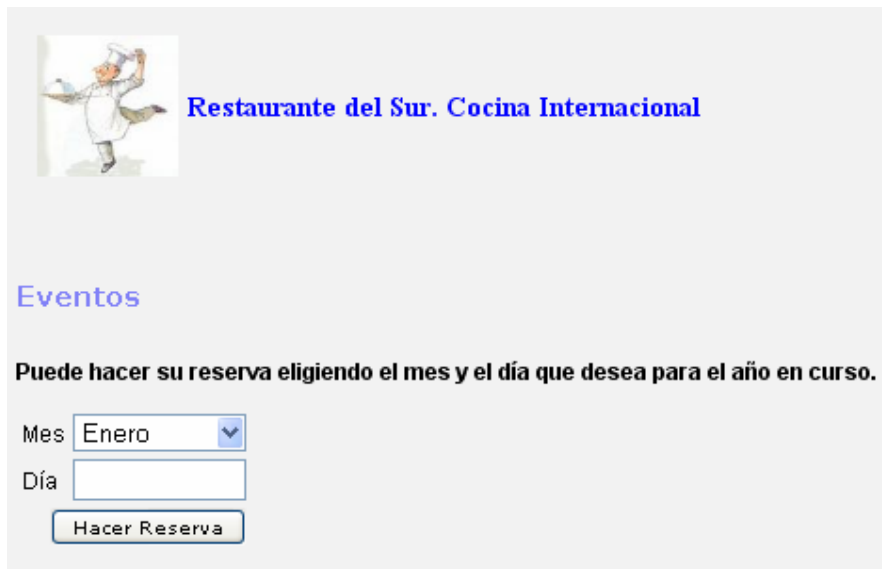 Restaurante del Sur. Cocina Internacional
Eventos
Puede hacer su reserva eligiendo el mes y el día que desea para el año en curso.
Mes Enero
Día
Hacer Reserva